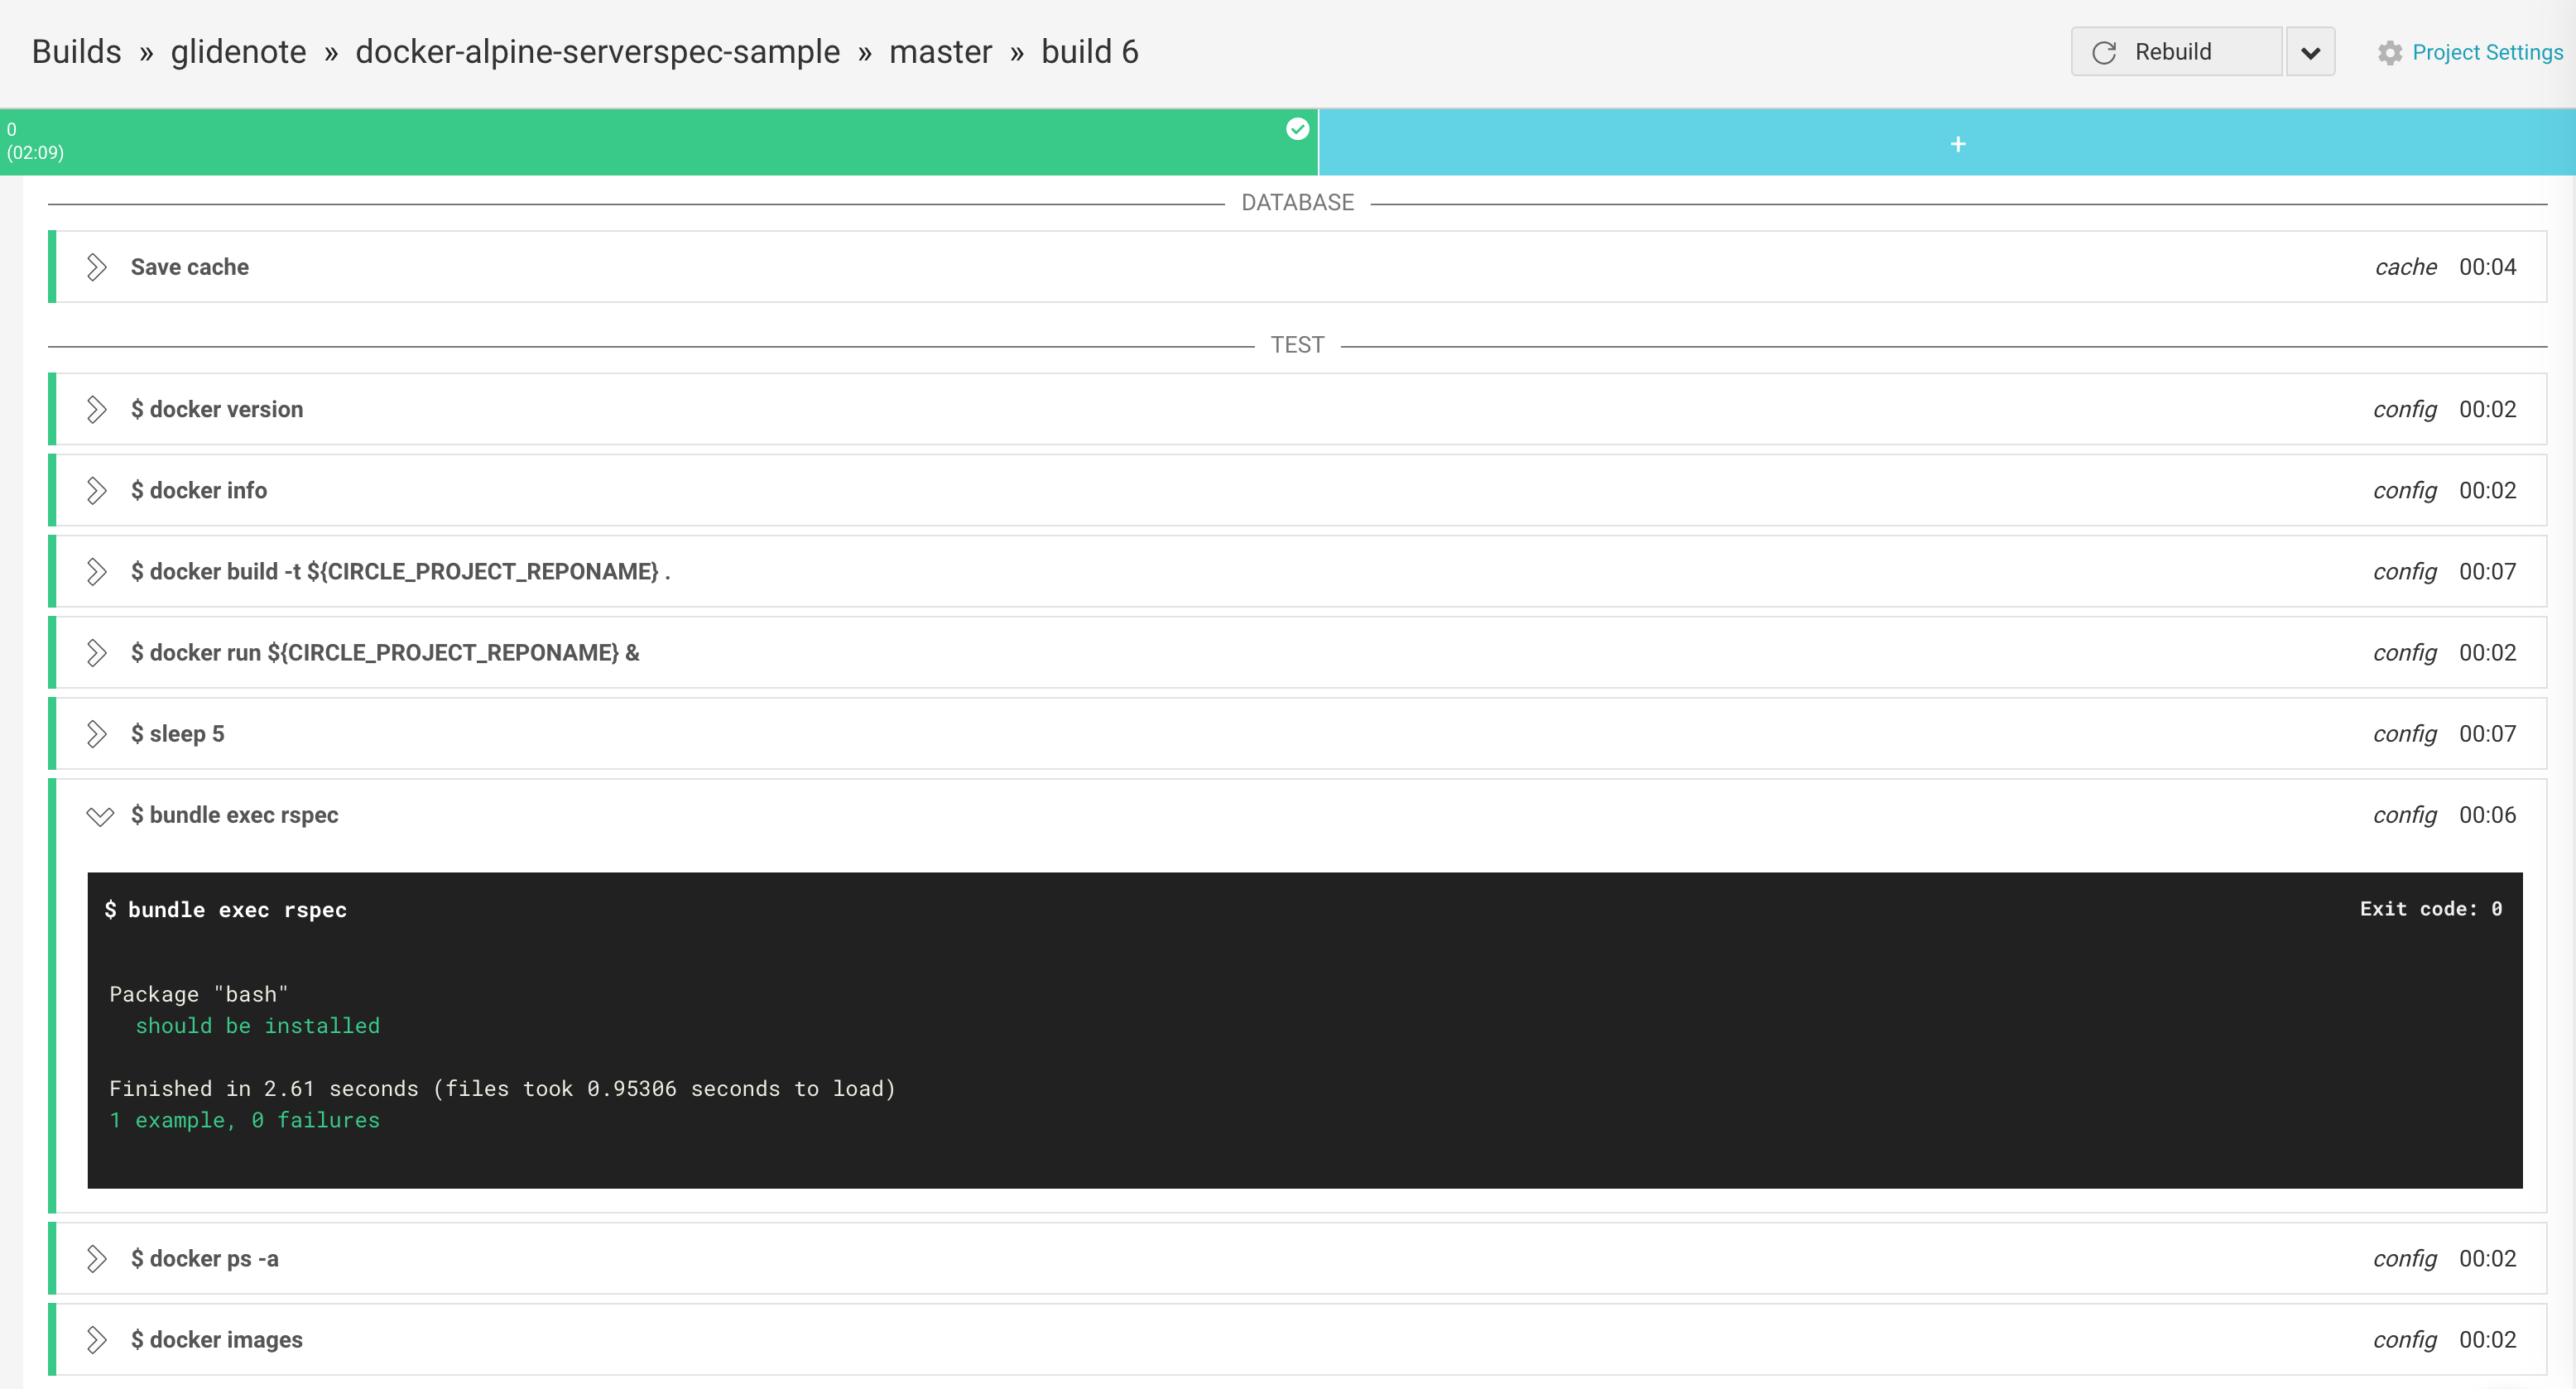 Builds » glidenote » docker-alpine-serverspec-sample » master » build 6
Rebuild
Project Settings
0
(02:09)
+
DATABASE
Save cache cache 00:04
TEST
$ docker version config 00:02
$ docker info config 00:02
$ docker build -t ${CIRCLE_PROJECT_REPONAME} . config 00:07
$ docker run ${CIRCLE_PROJECT_REPONAME} & config 00:02
$ sleep 5 config 00:07
$ bundle exec rspec config 00:06
$ bundle exec rspec Exit code: 0
Package "bash"
should be installed
Finished in 2.61 seconds (files took 0.95306 seconds to load)
1 example, 0 failures
$ docker ps -a config 00:02
$ docker images config 00:02